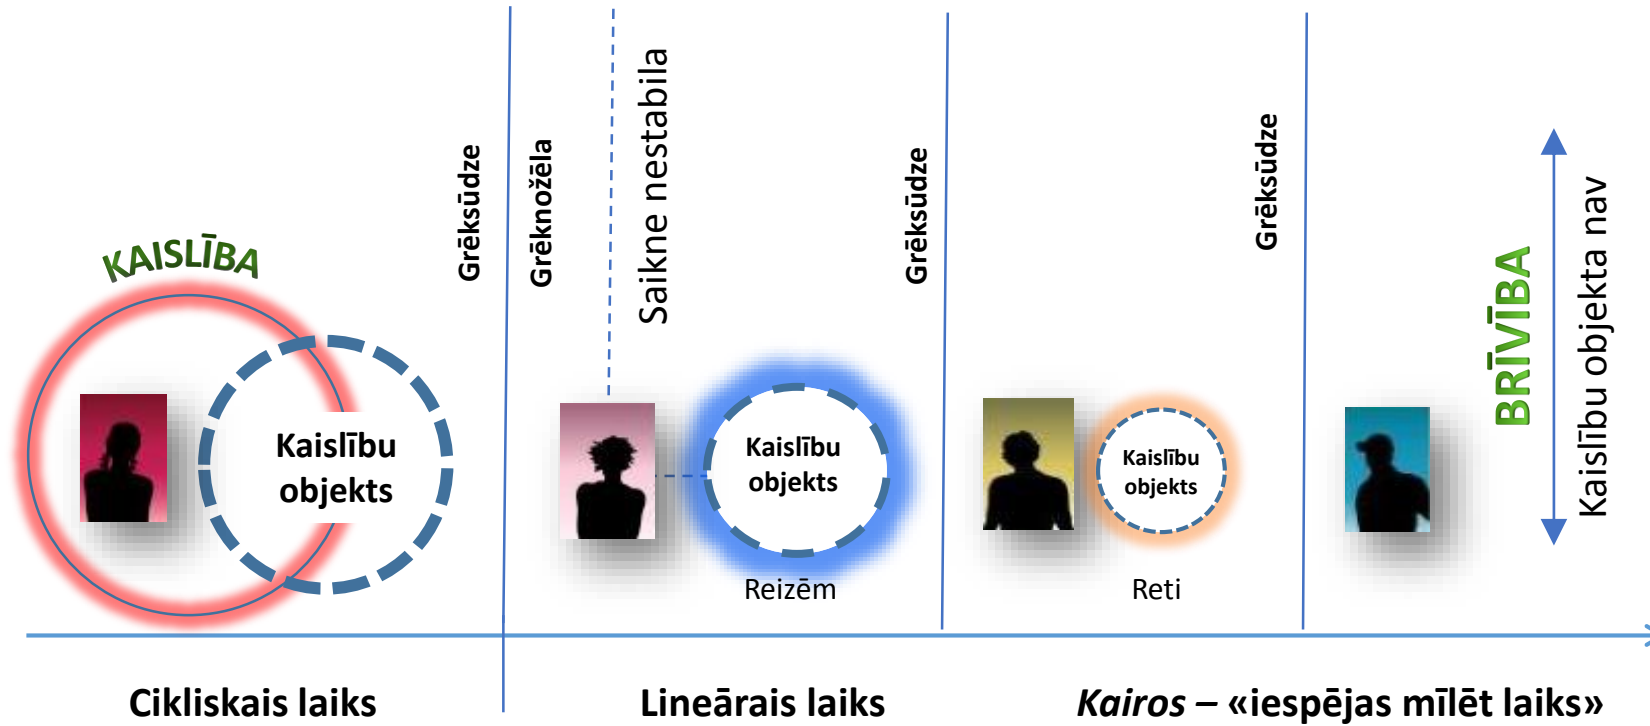 KAISLĪBA
Kaislību
objekts
Grēksūdze
Grēknožēla
Saikne nestabila
Kaislību
objekts
Reizēm
Grēksūdze
Kaislību
objekts
Reti
Grēksūdze
BRĪVĪBA
Kaislību objekta nav
Cikliskais laiks
Lineārais laiks
Kairos – «iespējas mīlēt laiks»